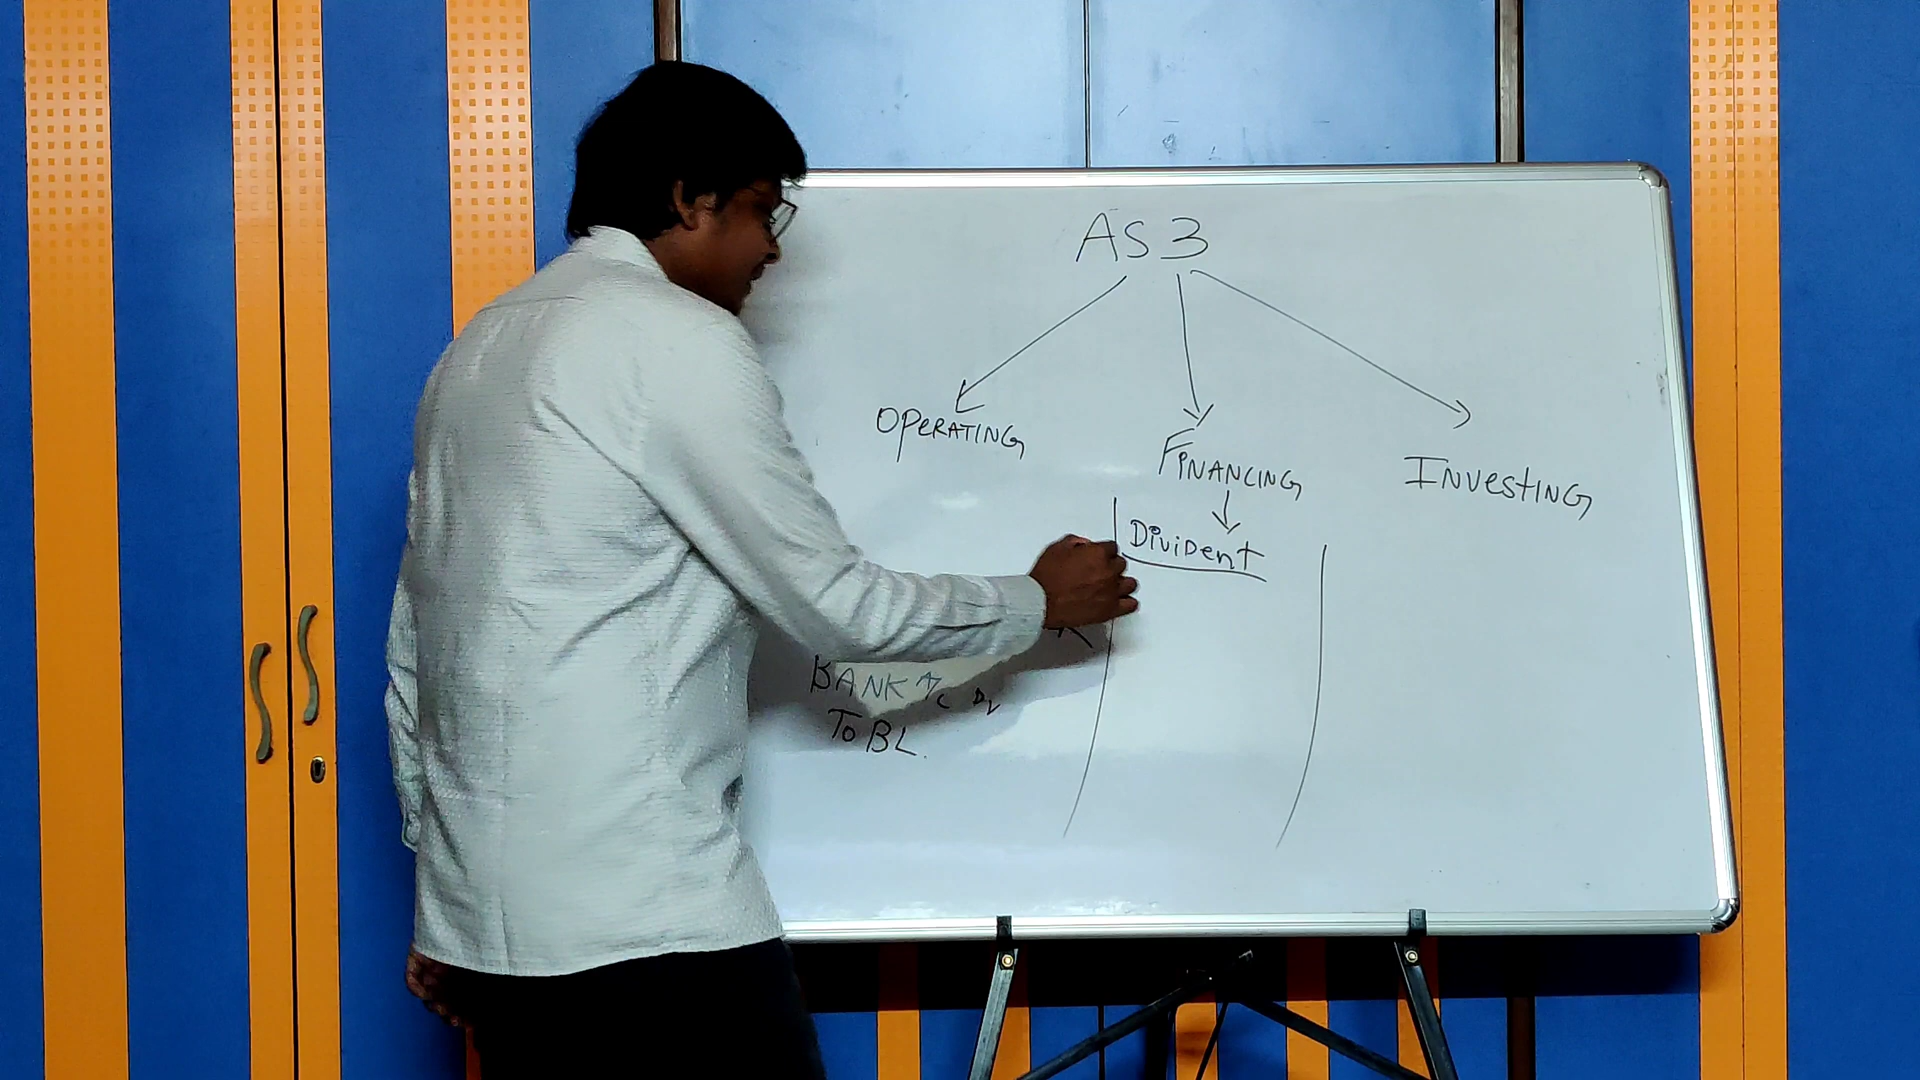 AS 3
OPERATING
FINANCING
INVESTING
Divident
BANK A/c Dr
To BL